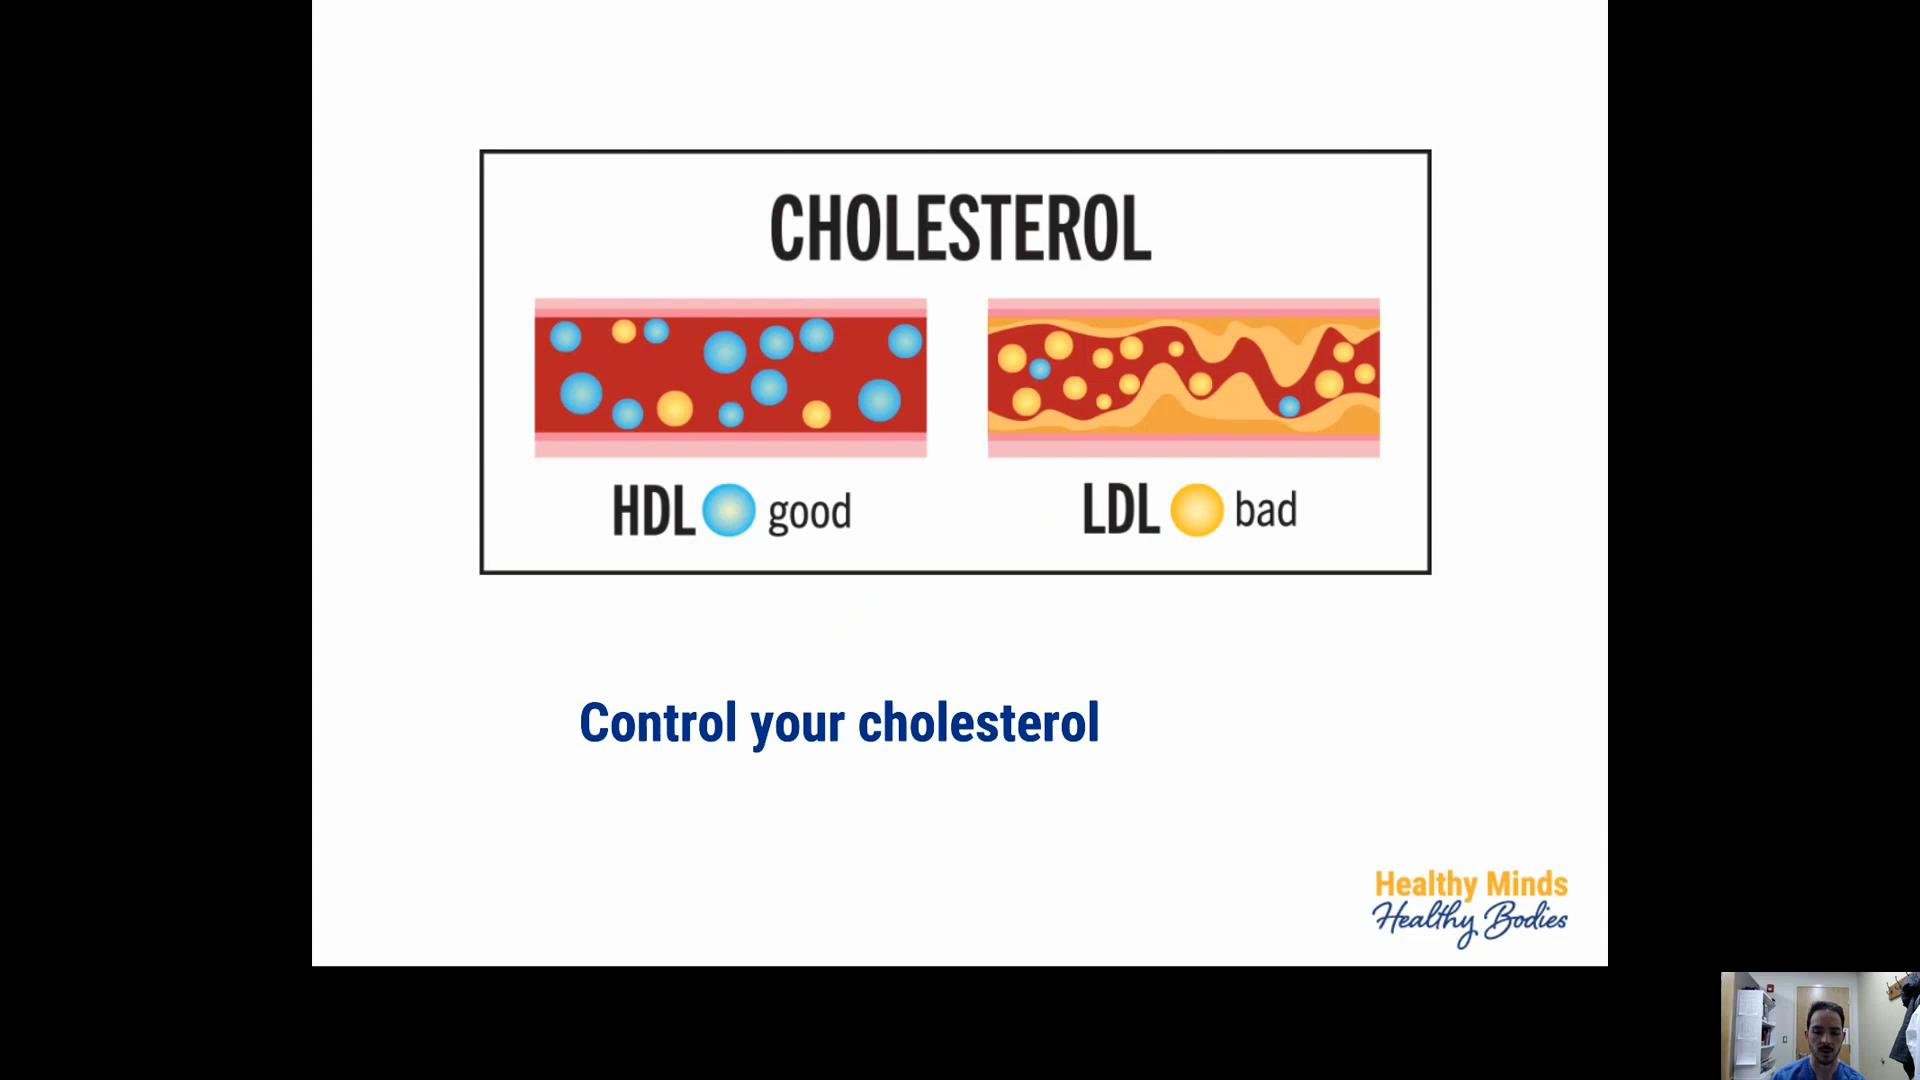 CHOLESTEROL
HDL good
LDL bad
Control your cholesterol
Healthy Minds
Healthy Bodies